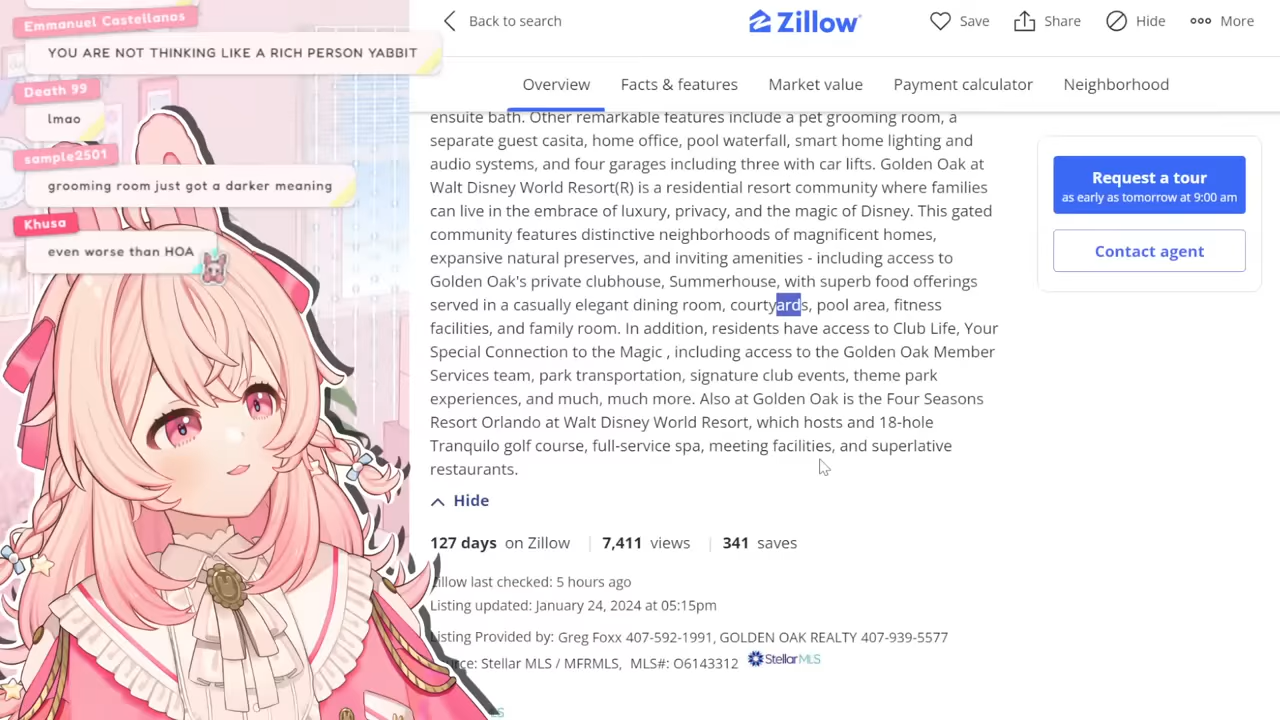 Emmanuel Castellanos
YOU ARE NOT THINKING LIKE A RICH PERSON YABBIT
Death 99
lmao
sample2501
grooming room just got a darker meaning
Khusa
even worse than HOA
Back to search
Zillow
Save
Share
Hide
More
Overview
Facts & features
Market value
Payment calculator
Neighborhood
ensuite bath. Other remarkable features include a pet grooming room, a
separate guest casita, home office, pool waterfall, smart home lighting and
audio systems, and four garages including three with car lifts. Golden Oak at
Walt Disney World Resort(R) is a residential resort community where families
can live in the embrace of luxury, privacy, and the magic of Disney. This gated
community features distinctive neighborhoods of magnificent homes,
expansive natural preserves, and inviting amenities - including access to
Golden Oak's private clubhouse, Summerhouse, with superb food offerings
served in a casually elegant dining room, courtyards, pool area, fitness
facilities, and family room. In addition, residents have access to Club Life, Your
Special Connection to the Magic , including access to the Golden Oak Member
Services team, park transportation, signature club events, theme park
experiences, and much, much more. Also at Golden Oak is the Four Seasons
Resort Orlando at Walt Disney World Resort, which hosts and 18-hole
Tranquilo golf course, full-service spa, meeting facilities, and superlative
restaurants.
Hide
127 days on Zillow | 7,411 views | 341 saves
illow last checked: 5 hours ago
Listing updated: January 24, 2024 at 05:15pm
Listing Provided by: Greg Foxx 407-592-1991, GOLDEN OAK REALTY 407-939-5577
rce: Stellar MLS / MFRMLS, MLS#: O6143312 StellarMLS
Request a tour
as early as tomorrow at 9:00 am
Contact agent